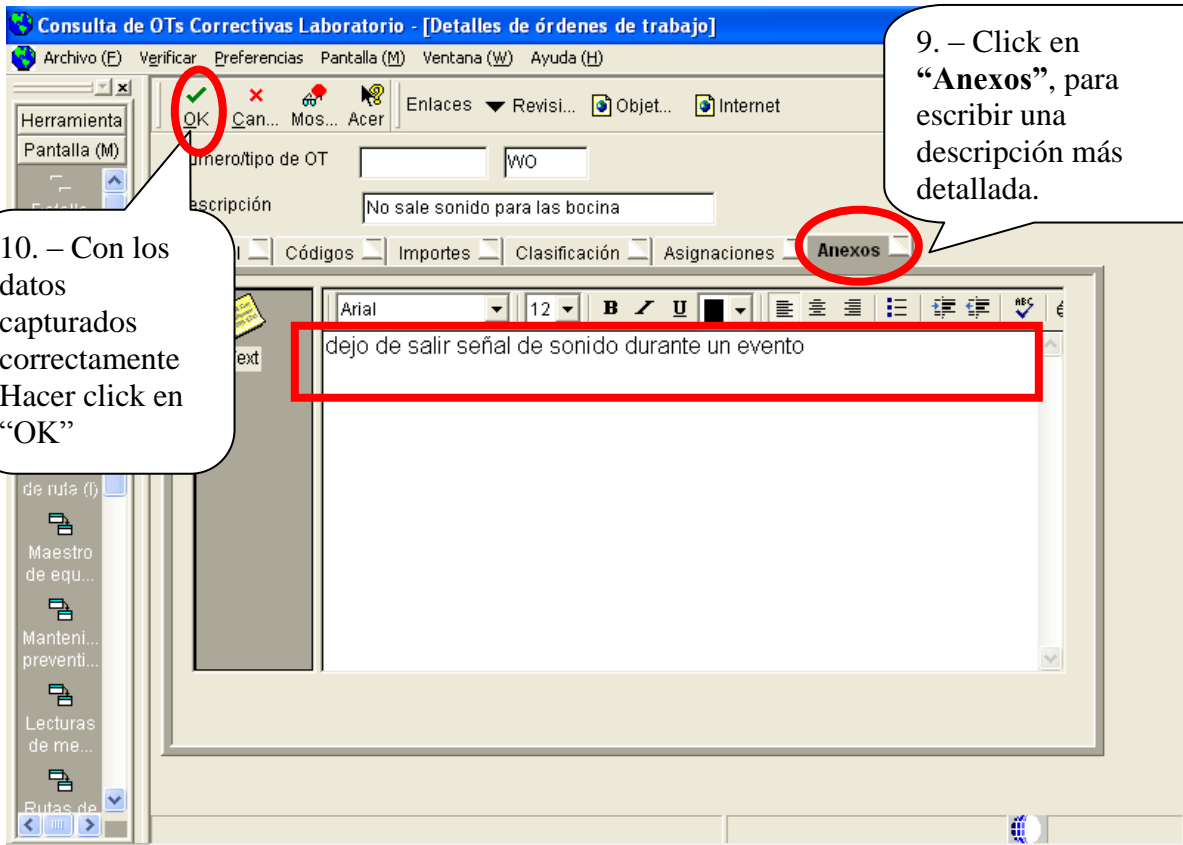 Consulta de OTs Correctivas Laboratorio - [Detalles de órdenes de trabajo]
Archivo (F) Verificar Preferencias Pantalla (M) Ventana (W) Ayuda (H)
9. – Click en
“Anexos”, para
escribir una
descripción más
detallada.
Herramienta
Pantalla (M)
OK Can... Mos... Acer Enlaces Revisi... Objet... Internet
de OT WO
No sale sonido para las bocina
10. – Con los
datos
capturados
correctamente
Hacer click en
“OK”
Códigos Importes Clasificación Asignaciones Anexos
Arial 12 B I U ABC
dejo de salir señal de sonido durante un evento
de ruta (I)
Maestro
de equ...
Manteni...
preventi...
Lecturas
de me...
Rutas de